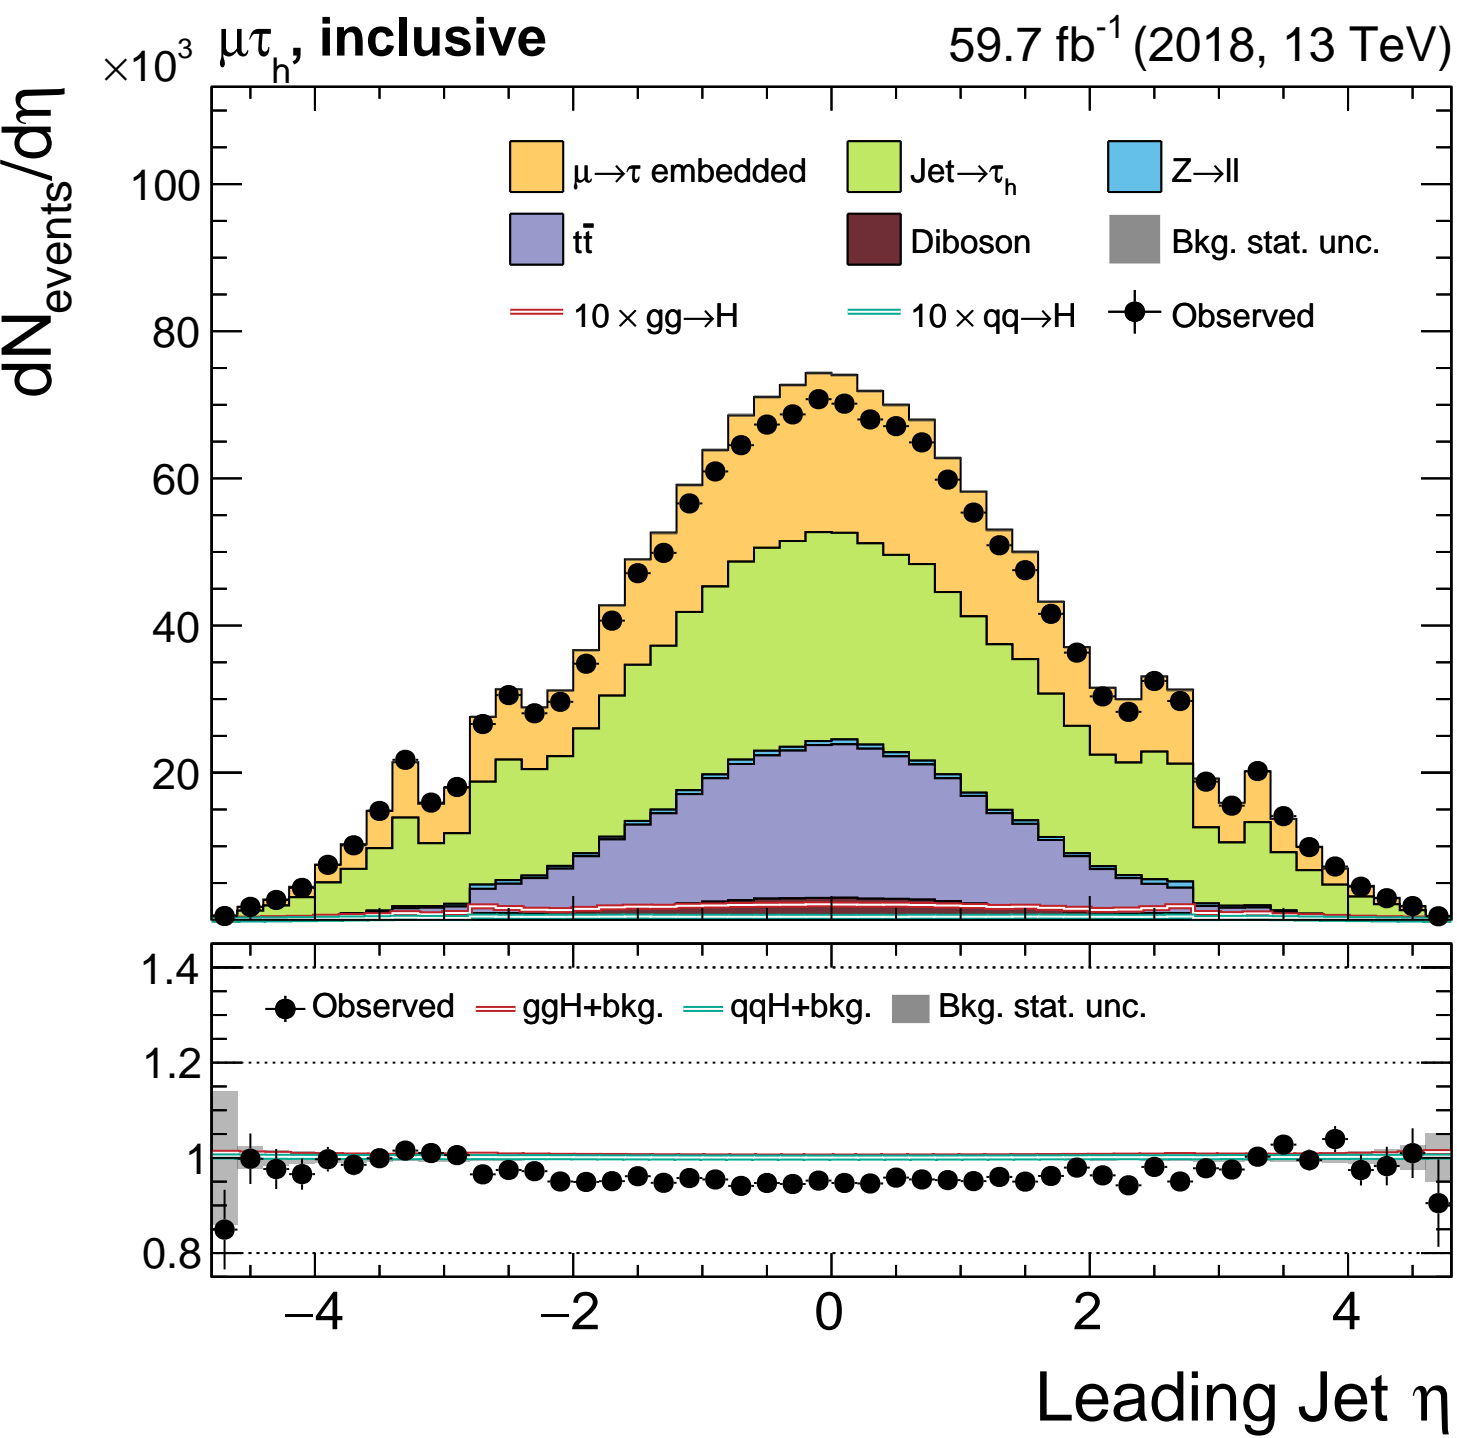 ×10³ μτₕ, inclusive 59.7 fb⁻¹ (2018, 13 TeV)
dN_events/dη
μ→τ embedded Jet→τₕ Z→ll
tt̄ Diboson Bkg. stat. unc.
10 × gg→H 10 × qq→H Observed
100
80
60
40
20
1.4
Observed ggH+bkg. qqH+bkg. Bkg. stat. unc.
1.2
1
0.8
−4 −2 0 2 4
Leading Jet η